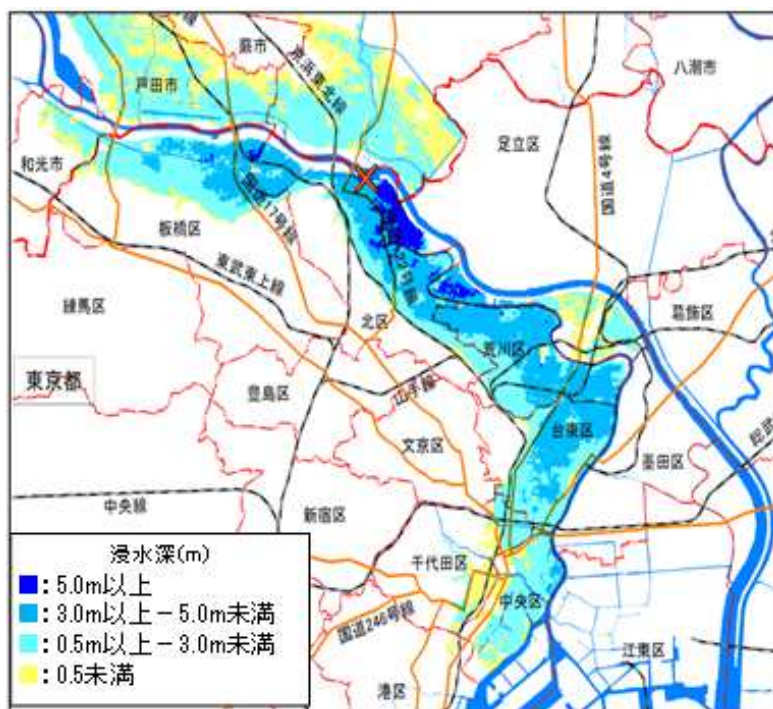 蕨市
京浜東北線
八潮市
戸田市
足立区
国道4号線
和光市
国道17号線
板橋区
東武東上線
葛飾区
練馬区
北区
荒川区
東京都
豊島区
山手線
台東区
文京区
墨田区
総武
中央線
新宿区
千代田区
中央区
国道246号線
江東区
港区
浸水深(m)
:5.0m以上
:3.0m以上－5.0m未満
:0.5m以上－3.0m未満
:0.5未満